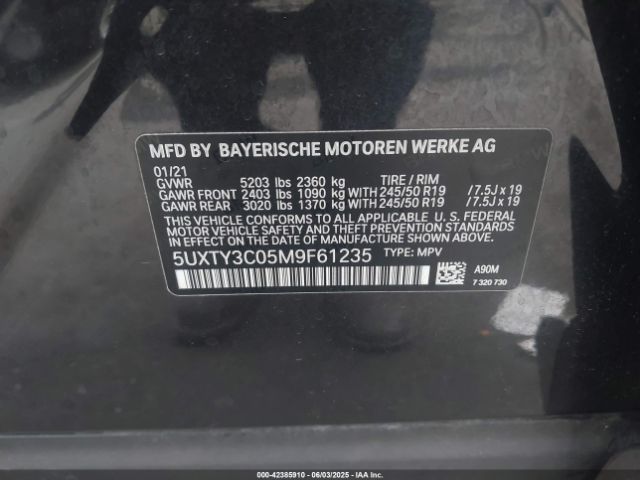 MFD BY BAYERISCHE MOTOREN WERKE AG
01/21
GVWR 5203 lbs 2360 kg TIRE / RIM
GAWR FRONT 2403 lbs 1090 kg WITH 245/50 R19 / 7.5J x 19
GAWR REAR 3020 lbs 1370 kg WITH 245/50 R19 / 7.5J x 19
THIS VEHICLE CONFORMS TO ALL APPLICABLE U. S. FEDERAL
MOTOR VEHICLE SAFETY AND THEFT PREVENTION STANDARDS
IN EFFECT ON THE DATE OF MANUFACTURE SHOWN ABOVE.
5UXTY3C05M9F61235 TYPE: MPV
A90M
7 320 730
000-42385910 - 06/03/2025 - IAA Inc.